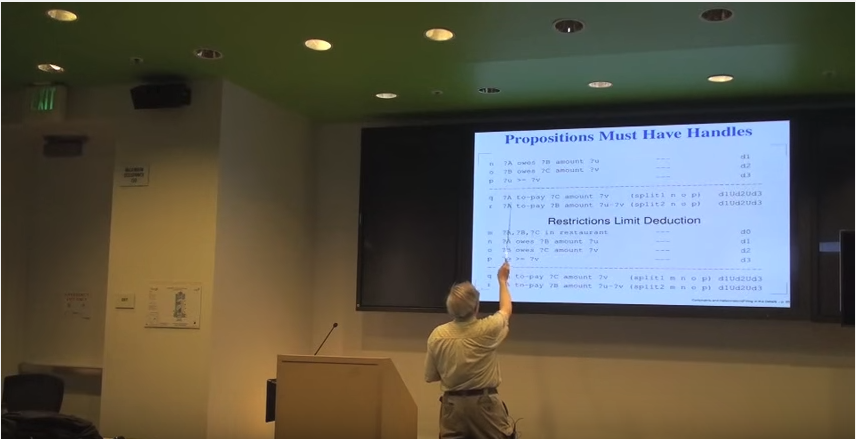 EXIT
Propositions Must Have Handles
n ?A owes ?B amount ?u ---- d1
o ?B owes ?C amount ?v ---- d2
p ?u >= ?v ---- d3
q ?A to-pay ?C amount ?v (split1 n o p) d1Ud2Ud3
r ?A to-pay ?B amount ?u-?v (split2 n o p) d1Ud2Ud3
Restrictions Limit Deduction
m ?A,?B,?C in restaurant ---- d0
n ?A owes ?B amount ?u ---- d1
o ?B owes ?C amount ?v ---- d2
p >= ?v ---- d3
q to-pay ?C amount ?v (split1 m n o p) d1Ud2Ud3
r to-pay ?B amount ?u-?v (split2 m n o p) d1Ud2Ud3